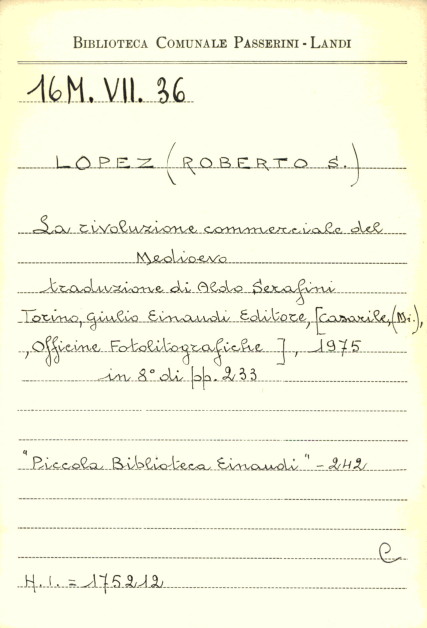 BIBLIOTECA COMUNALE PASSERINI-LANDI
16M. VII. 36
LOPEZ (ROBERTO S.)
La rivoluzione commerciale del
Medioevo
traduzione di Aldo Serafini
Torino, Giulio Einaudi Editore, [Casarile, (Mi.),
, Officine Fotolitografiche ], 1975
in 8° di pp. 233
"Piccola Biblioteca Einaudi" - 242
C
H.I. = 175212